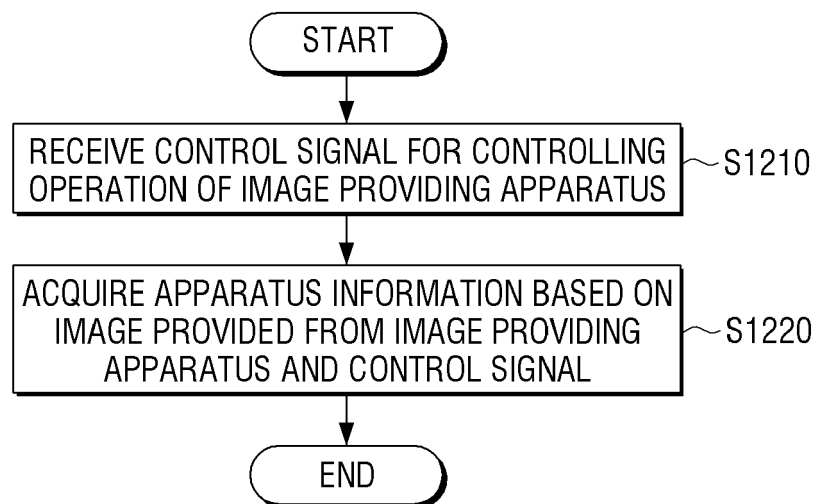 START
RECEIVE CONTROL SIGNAL FOR CONTROLLING
OPERATION OF IMAGE PROVIDING APPARATUS
S1210
ACQUIRE APPARATUS INFORMATION BASED ON
IMAGE PROVIDED FROM IMAGE PROVIDING
APPARATUS AND CONTROL SIGNAL
S1220
END